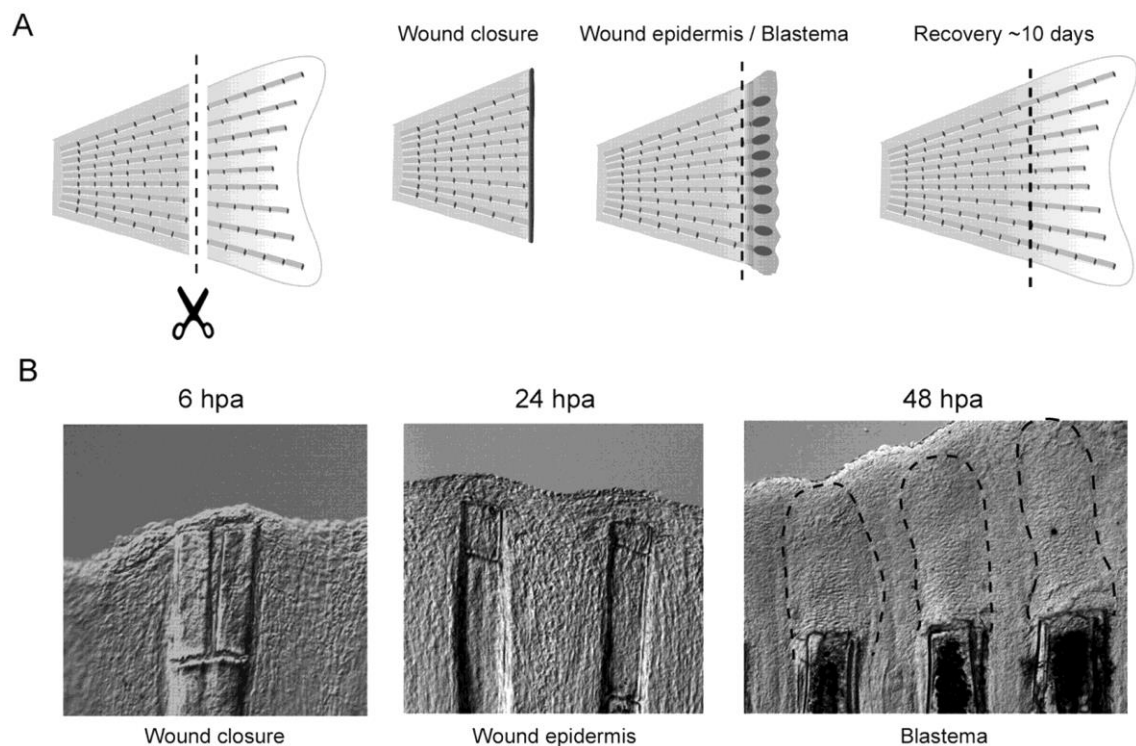 A
Wound closure
Wound epidermis / Blastema
Recovery ~10 days
B
6 hpa
24 hpa
48 hpa
Wound closure
Wound epidermis
Blastema